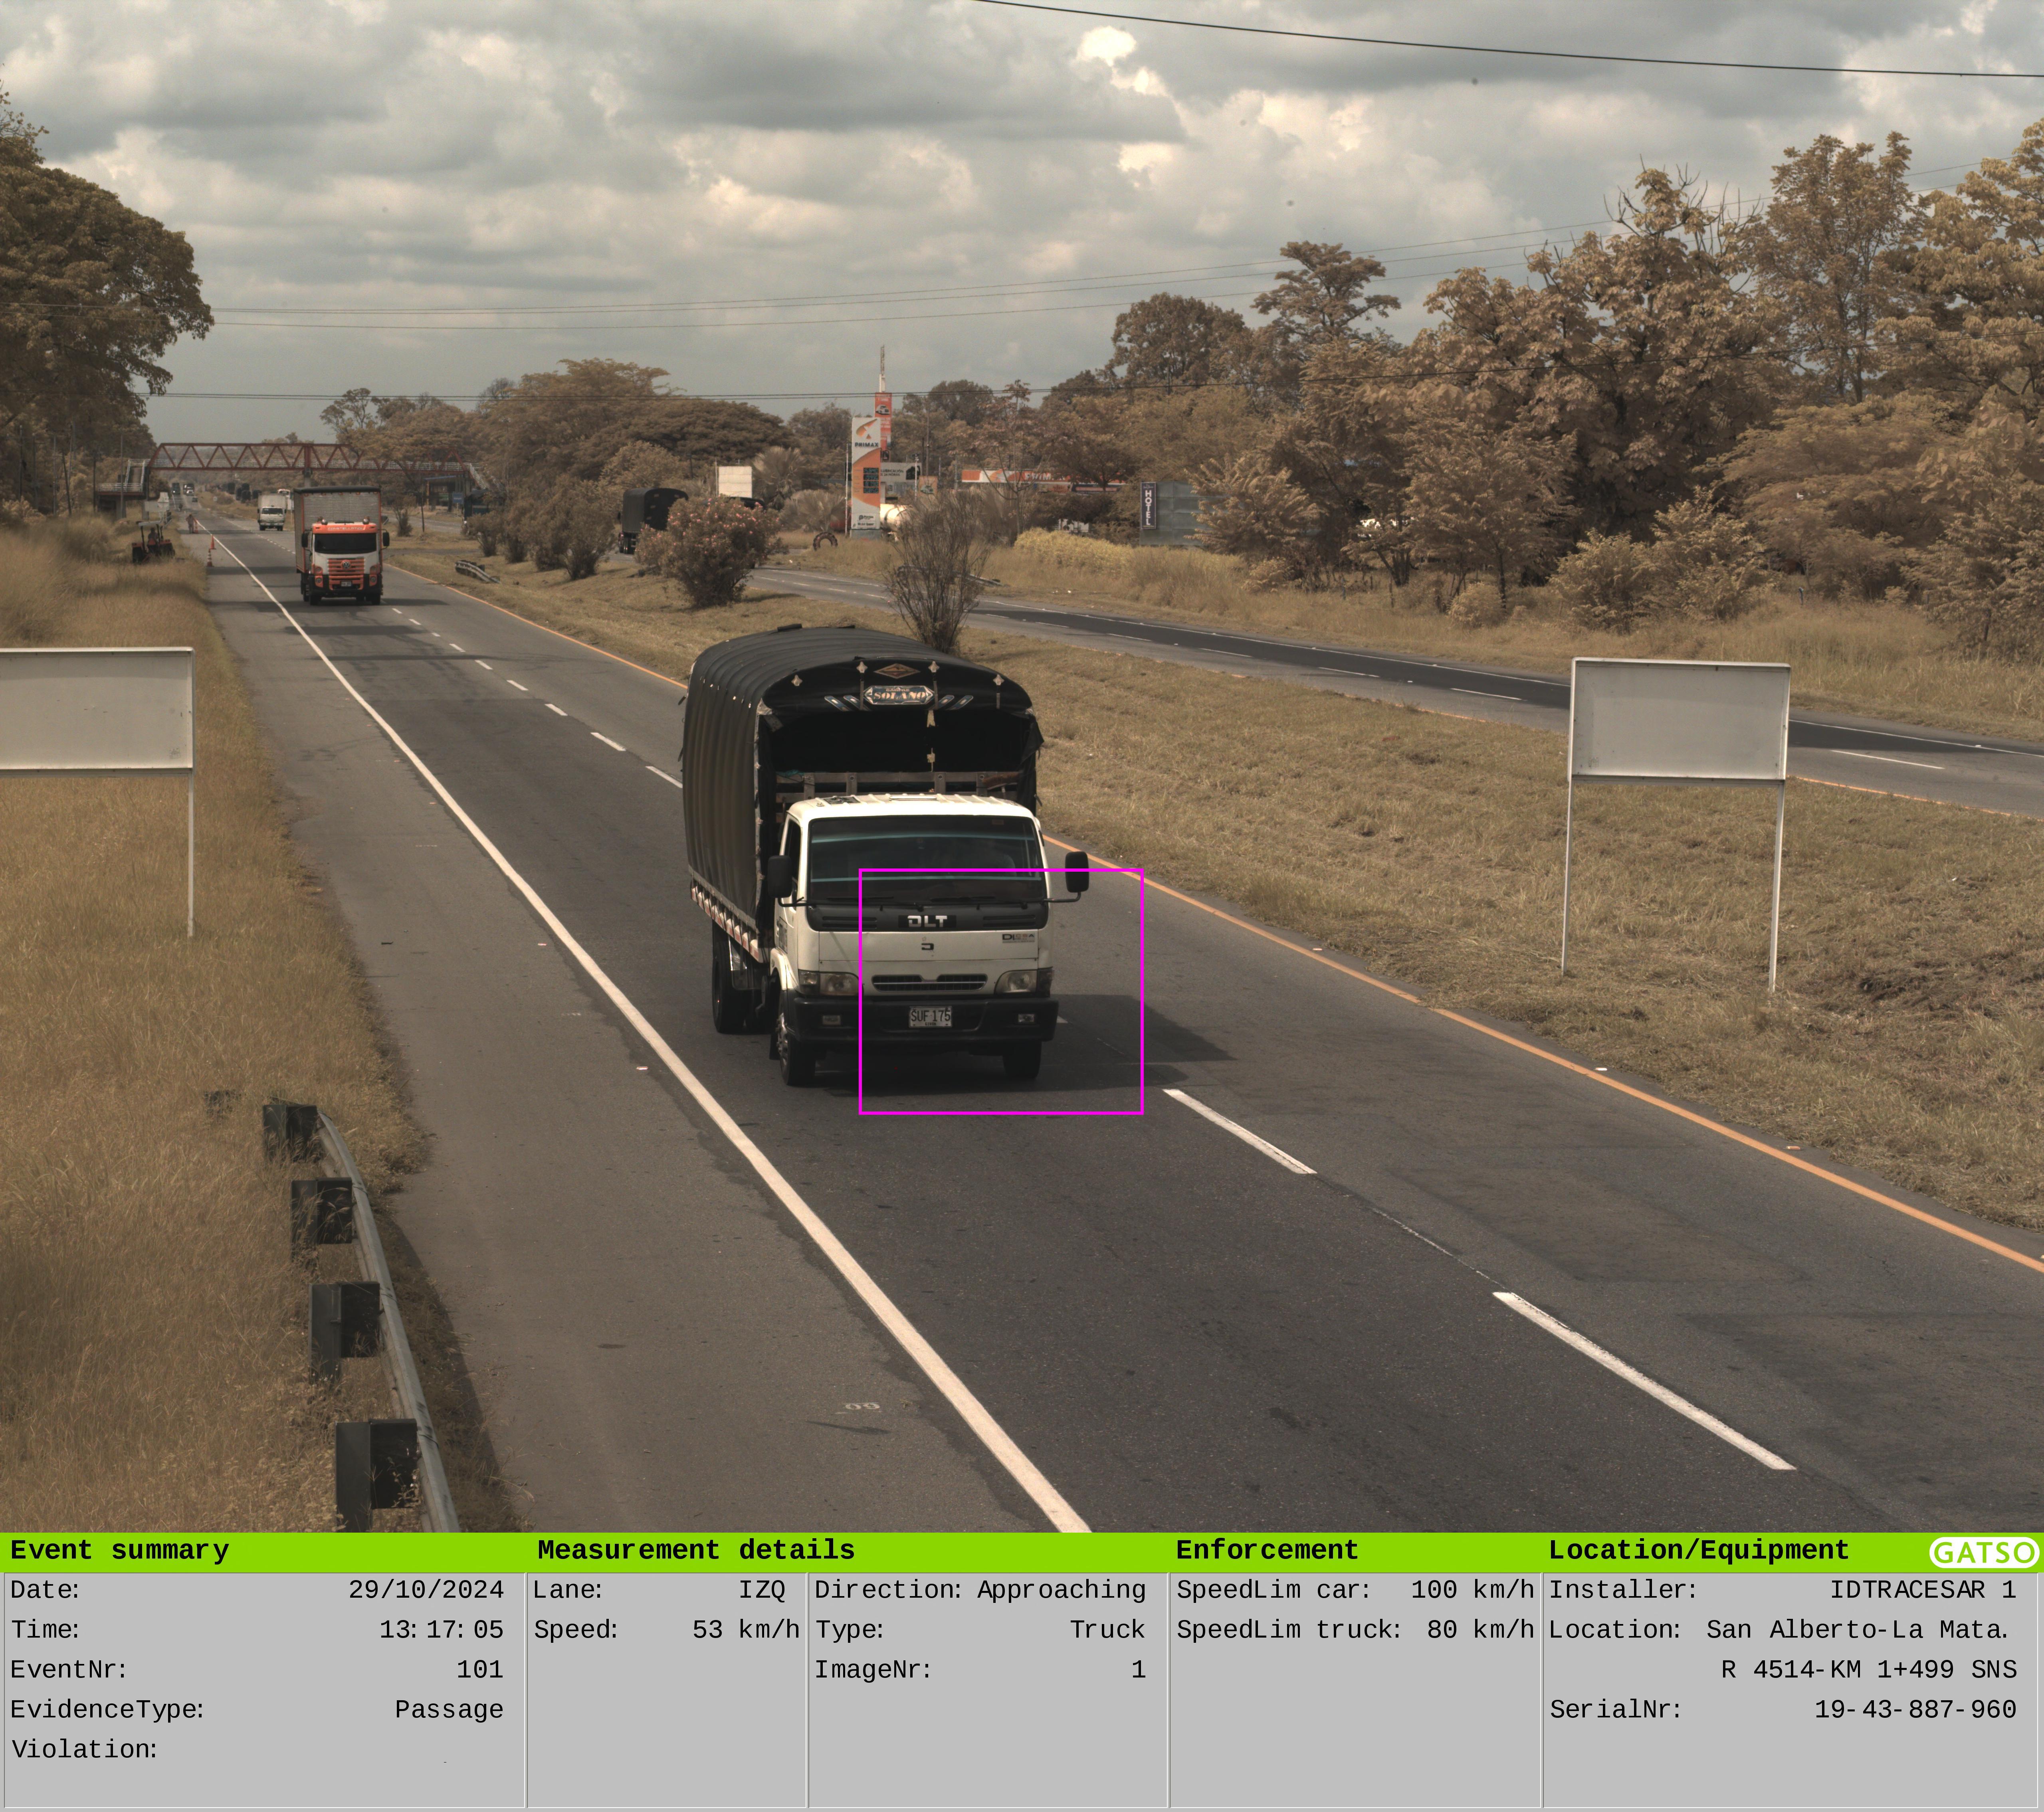 PRIMAX
HOTEL
SOLANO
DLT
SUF 175
Event summary
Measurement details
Enforcement
Location/Equipment
GATSO
Date: 29/10/2024
Lane: IZQ
Direction: Approaching
SpeedLim car: 100 km/h
Installer: IDTRACESAR 1
Time: 13:17:05
Speed: 53 km/h
Type: Truck
SpeedLim truck: 80 km/h
Location: San Alberto-La Mata.
EventNr: 101
ImageNr: 1
R 4514-KM 1+499 SNS
EvidenceType: Passage
SerialNr: 19-43-887-960
Violation: